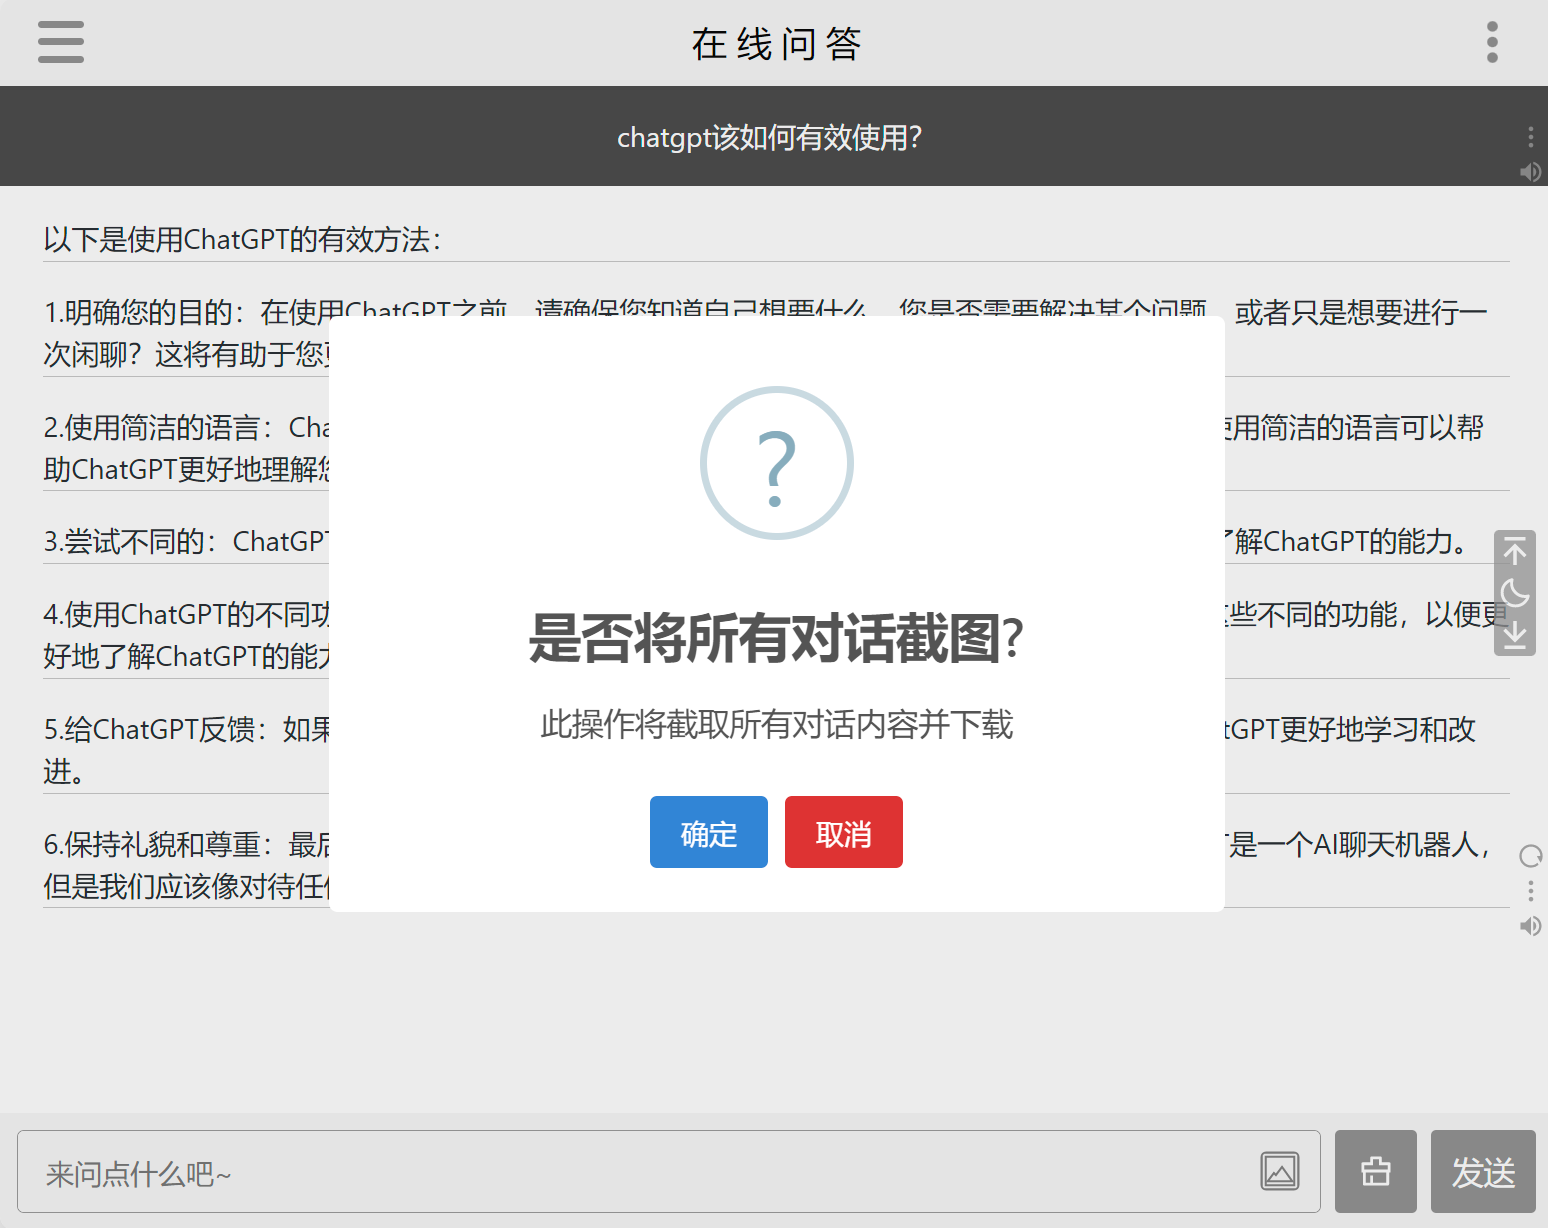 在线问答
chatgpt该如何有效使用？
以下是使用ChatGPT的有效方法：
1.明确您的目的：在使用ChatGPT之前，请确保您知道自己想要什么。您是否需要解决某个问题，或者只是想要进行一
次闲聊？这将有助于您
2.使用简洁的语言：Cha 使用简洁的语言可以帮
助ChatGPT更好地理解您
3.尝试不同的：ChatGPT 了解ChatGPT的能力。
4.使用ChatGPT的不同功 这些不同的功能，以便更
好地了解ChatGPT的能力
5.给ChatGPT反馈：如果 tGPT更好地学习和改
进。
6.保持礼貌和尊重：最后 是一个AI聊天机器人，
但是我们应该像对待任何
?
是否将所有对话截图?
此操作将截取所有对话内容并下载
确定 取消
来问点什么吧~
发送